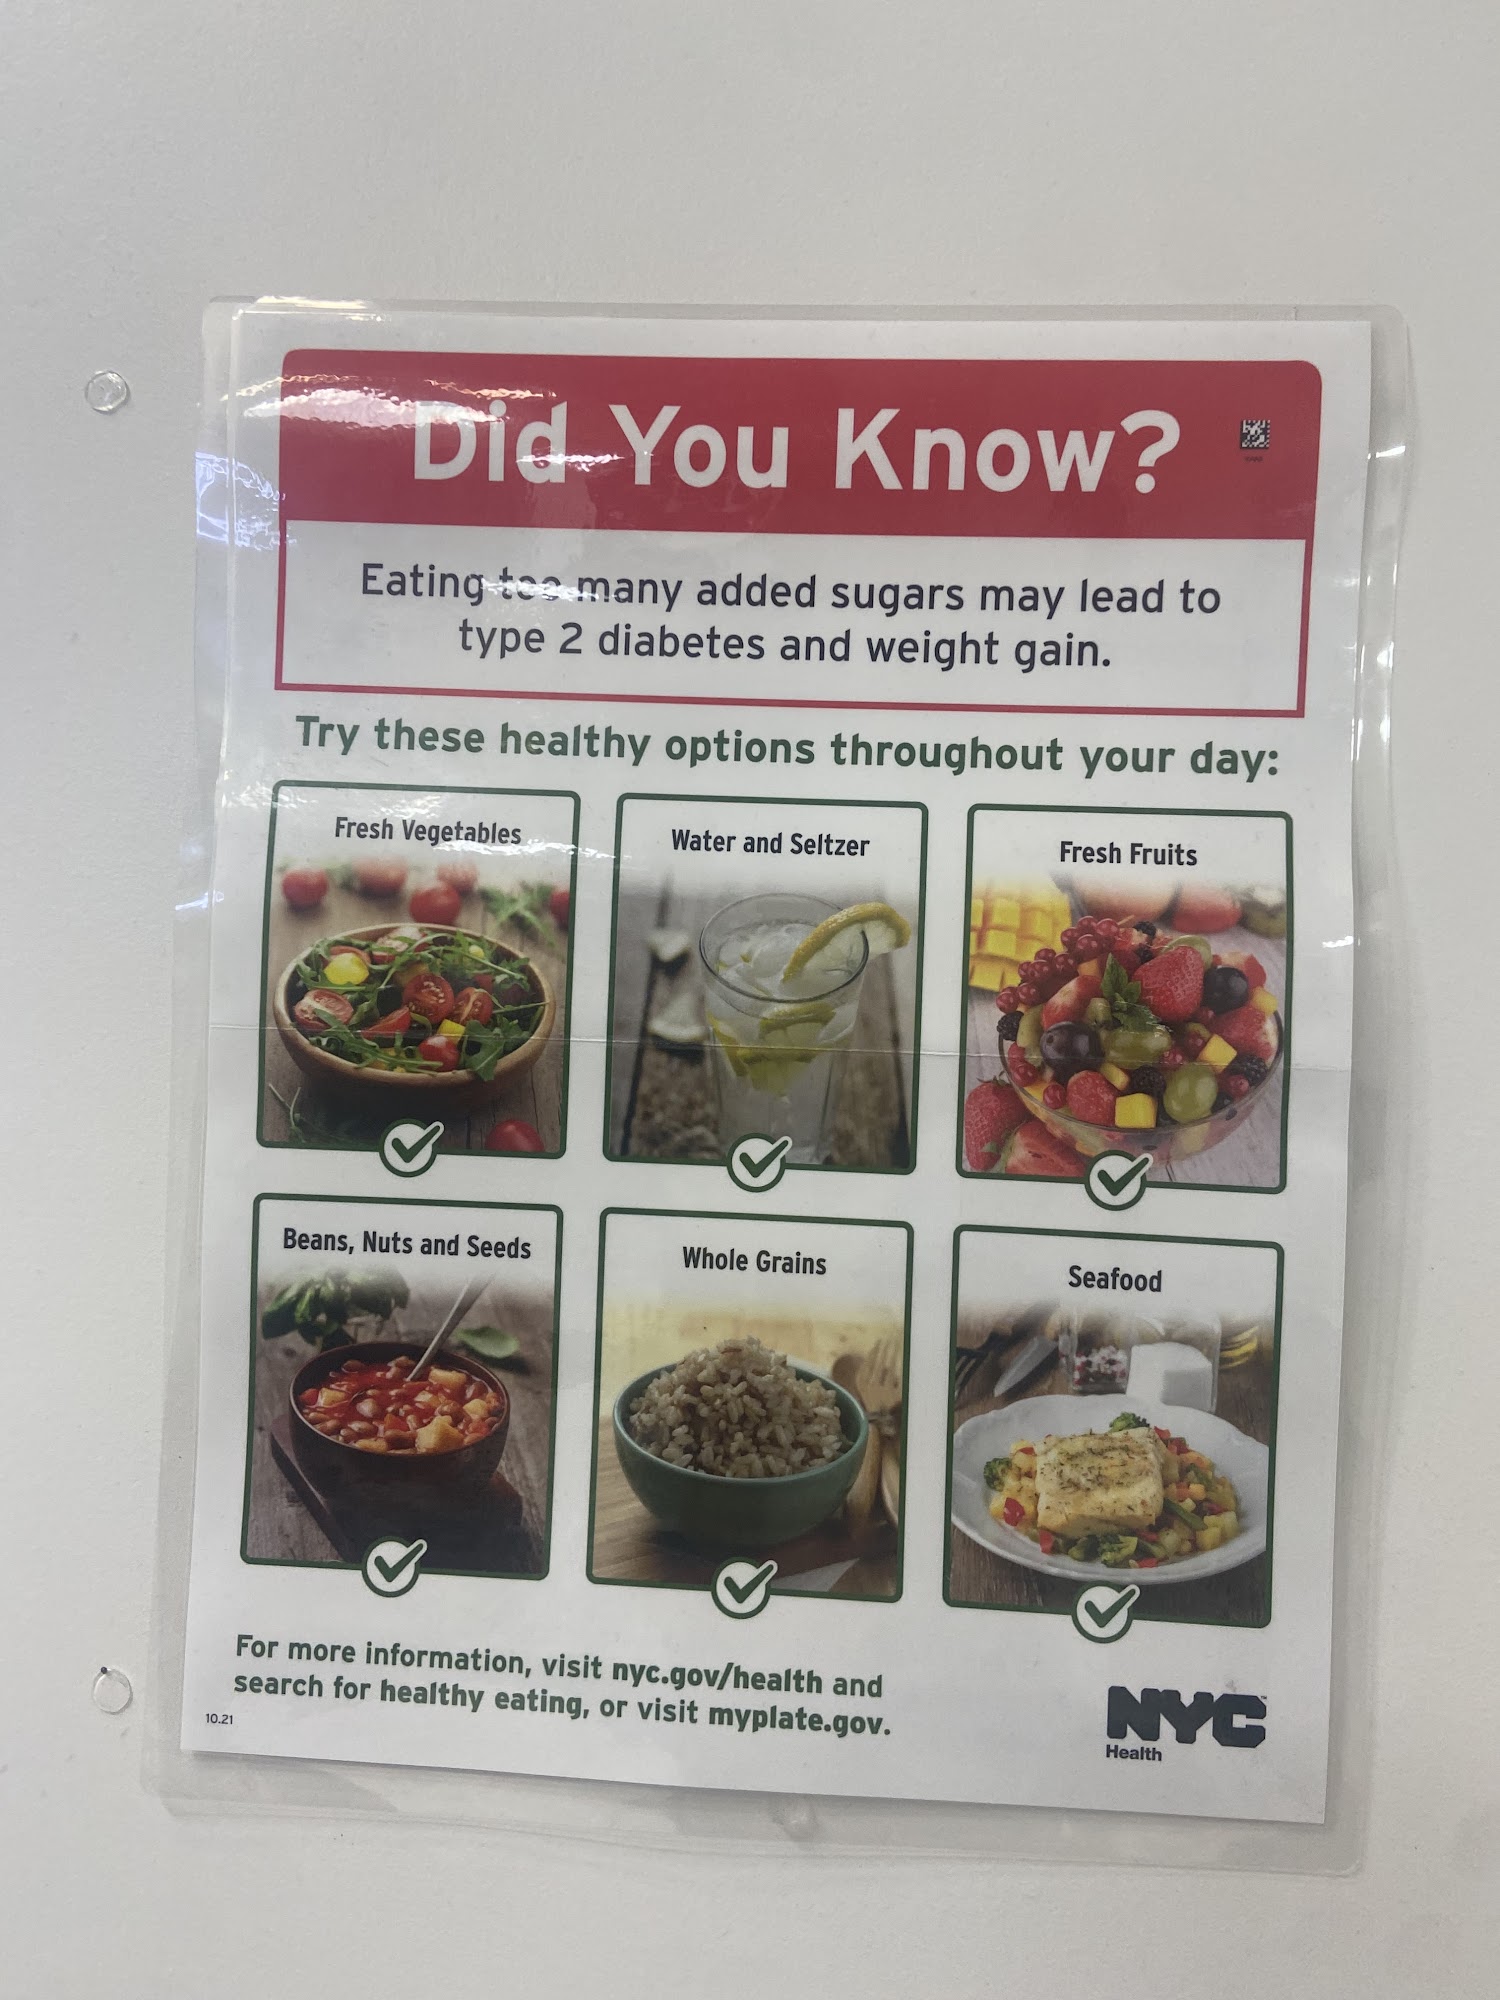 Did You Know?
Eating too many added sugars may lead to
type 2 diabetes and weight gain.
Try these healthy options throughout your day:
Fresh Vegetables
Water and Seltzer
Fresh Fruits
Beans, Nuts and Seeds
Whole Grains
Seafood
For more information, visit nyc.gov/health and
search for healthy eating, or visit myplate.gov.
10.21
NYC™
Health